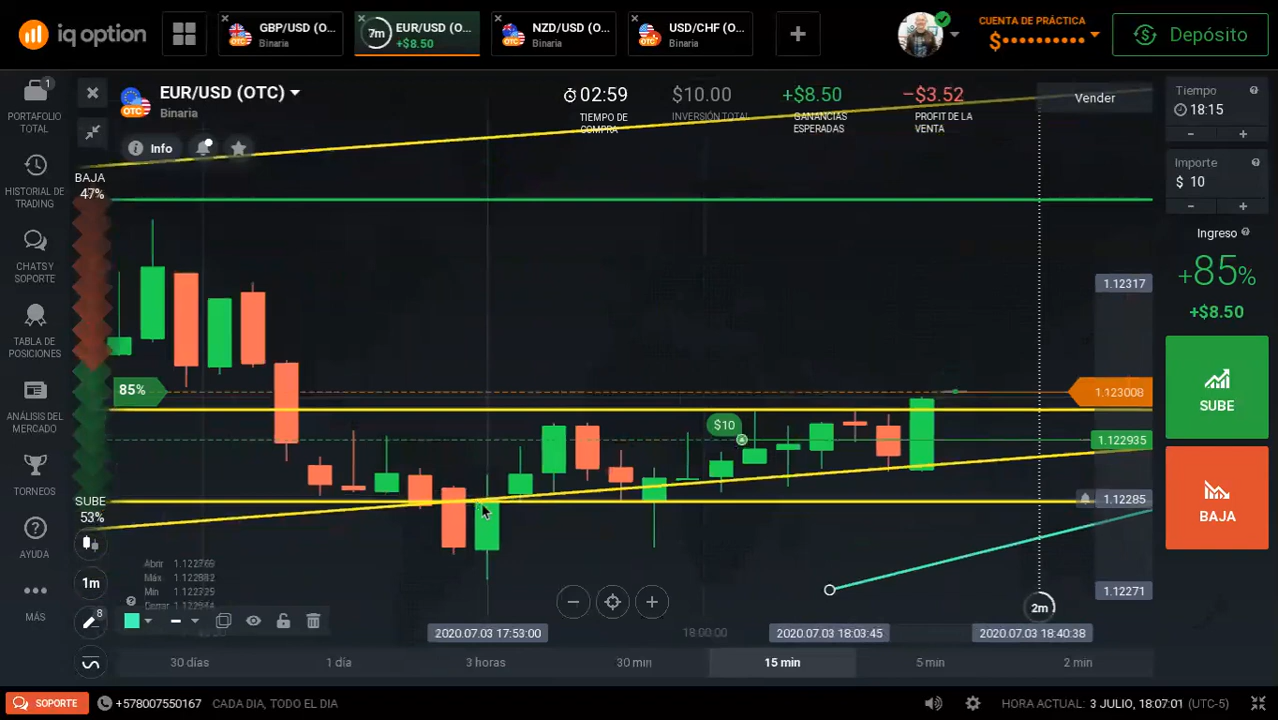 iq option
GBP/USD (O...
Binaria
7m
EUR/USD (O...
+$8.50
NZD/USD (O...
Binaria
USD/CHF (O...
Binaria
CUENTA DE PRÁCTICA
$••••••••••
Depósito
1
PORTAFOLIO
TOTAL
HISTORIAL DE
TRADING
CHATS Y
SOPORTE
TABLA DE
POSICIONES
ANÁLISIS DEL
MERCADO
TORNEOS
AYUDA
MÁS
EUR/USD (OTC)
Binaria
Info
02:59
TIEMPO DE
COMPRA
$10.00
INVERSIÓN TOTAL
+$8.50
GANANCIAS
ESPERADAS
−$3.52
PROFIT DE LA
VENTA
Vender
BAJA
47%
85%
SUBE
53%
$10
1.12317
1.123008
1.122935
1.12285
1.12271
Tiempo
18:15
Importe
$ 10
Ingreso
+85%
+$8.50
SUBE
BAJA
1m
8
Abrir 1.122769
Máx
Mín
Cerrar
2m
2020.07.03 17:53:00
18:00:00
2020.07.03 18:03:45
2020.07.03 18:40:38
30 días
1 día
3 horas
30 min
15 min
5 min
2 min
SOPORTE
+578007550167
CADA DIA, TODO EL DIA
HORA ACTUAL: 3 JULIO, 18:07:01 (UTC-5)